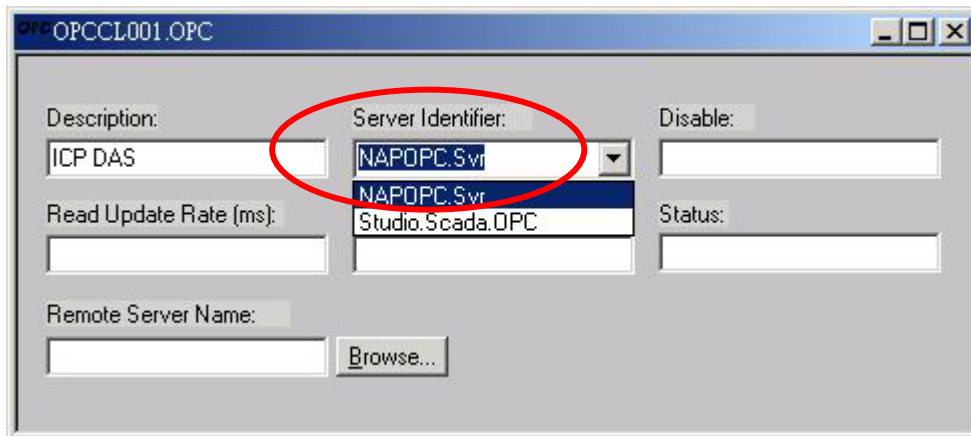 OPC OPCCL001.OPC
Description: Server Identifier: Disable:
ICP DAS NAPOPC.Svr
NAPOPC.Svr
Read Update Rate (ms): Studio.Scada.OPC Status:
Remote Server Name:
Browse...